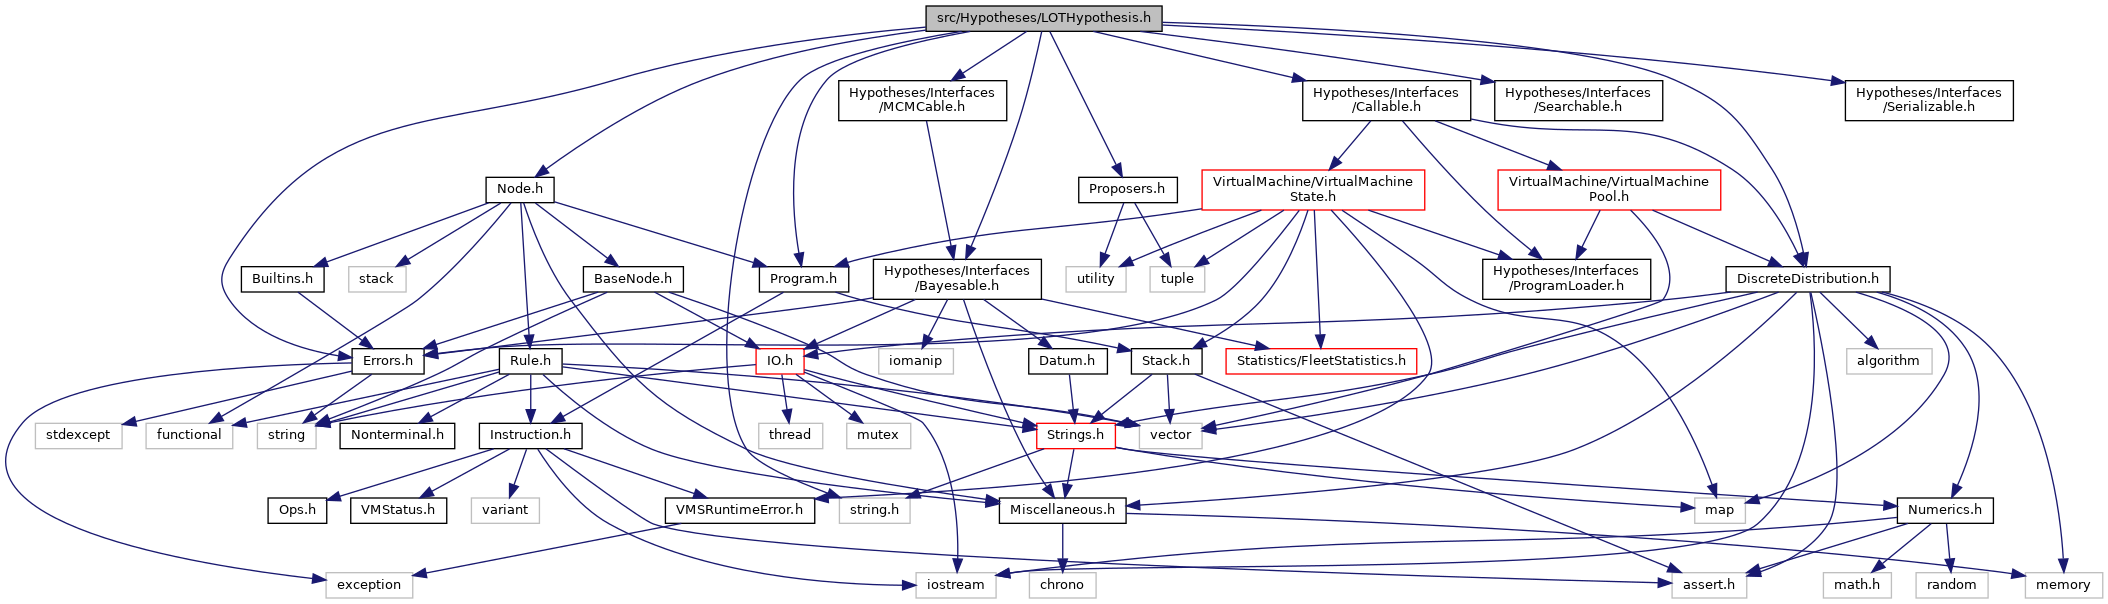 src/Hypotheses/LOTHypothesis.h
Hypotheses/Interfaces
/MCMCable.h
Hypotheses/Interfaces
/Callable.h
Hypotheses/Interfaces
/Searchable.h
Hypotheses/Interfaces
/Serializable.h
Node.h
Proposers.h
VirtualMachine/VirtualMachine
State.h
VirtualMachine/VirtualMachine
Pool.h
Builtins.h
stack
BaseNode.h
Program.h
Hypotheses/Interfaces
/Bayesable.h
utility
tuple
Hypotheses/Interfaces
/ProgramLoader.h
DiscreteDistribution.h
Errors.h
Rule.h
IO.h
iomanip
Datum.h
Stack.h
Statistics/FleetStatistics.h
algorithm
stdexcept
functional
string
Nonterminal.h
Instruction.h
thread
mutex
Strings.h
vector
Ops.h
VMStatus.h
variant
VMSRuntimeError.h
string.h
Miscellaneous.h
map
Numerics.h
exception
iostream
chrono
assert.h
math.h
random
memory